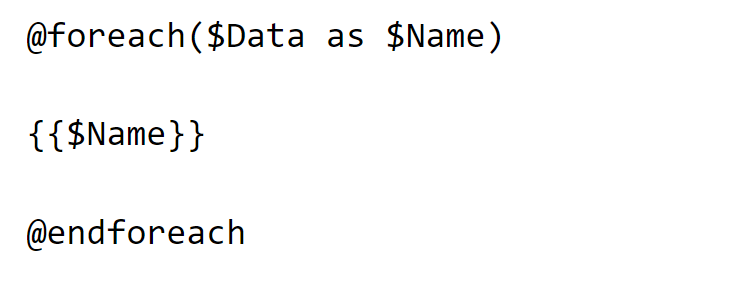 @foreach($Data as $Name)
{{$Name}}
@endforeach